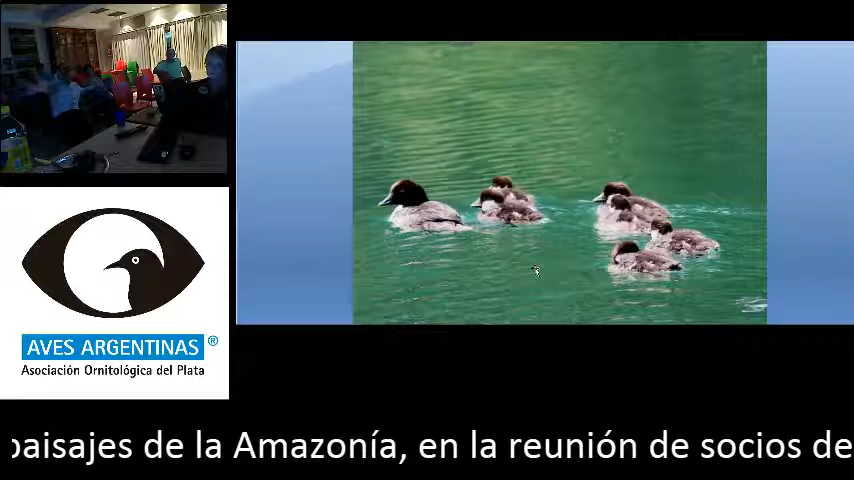 AVES ARGENTINAS ®
Asociación Ornitológica del Plata
paisajes de la Amazonía, en la reunión de socios de